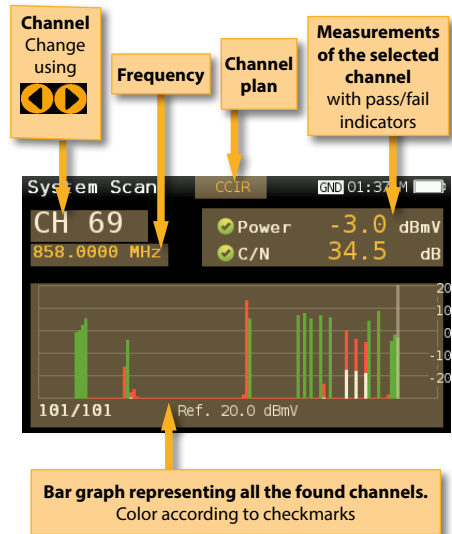 Channel
Change
using
Frequency
Channel
plan
Measurements
of the selected
channel
with pass/fail
indicators
System Scan
CCIR
GND 01:37 M
CH 69
858.0000 MHz
Power -3.0 dBmV
C/N 34.5 dB
20
10
0
-10
-20
101/101 Ref. 20.0 dBmV
Bar graph representing all the found channels.
Color according to checkmarks